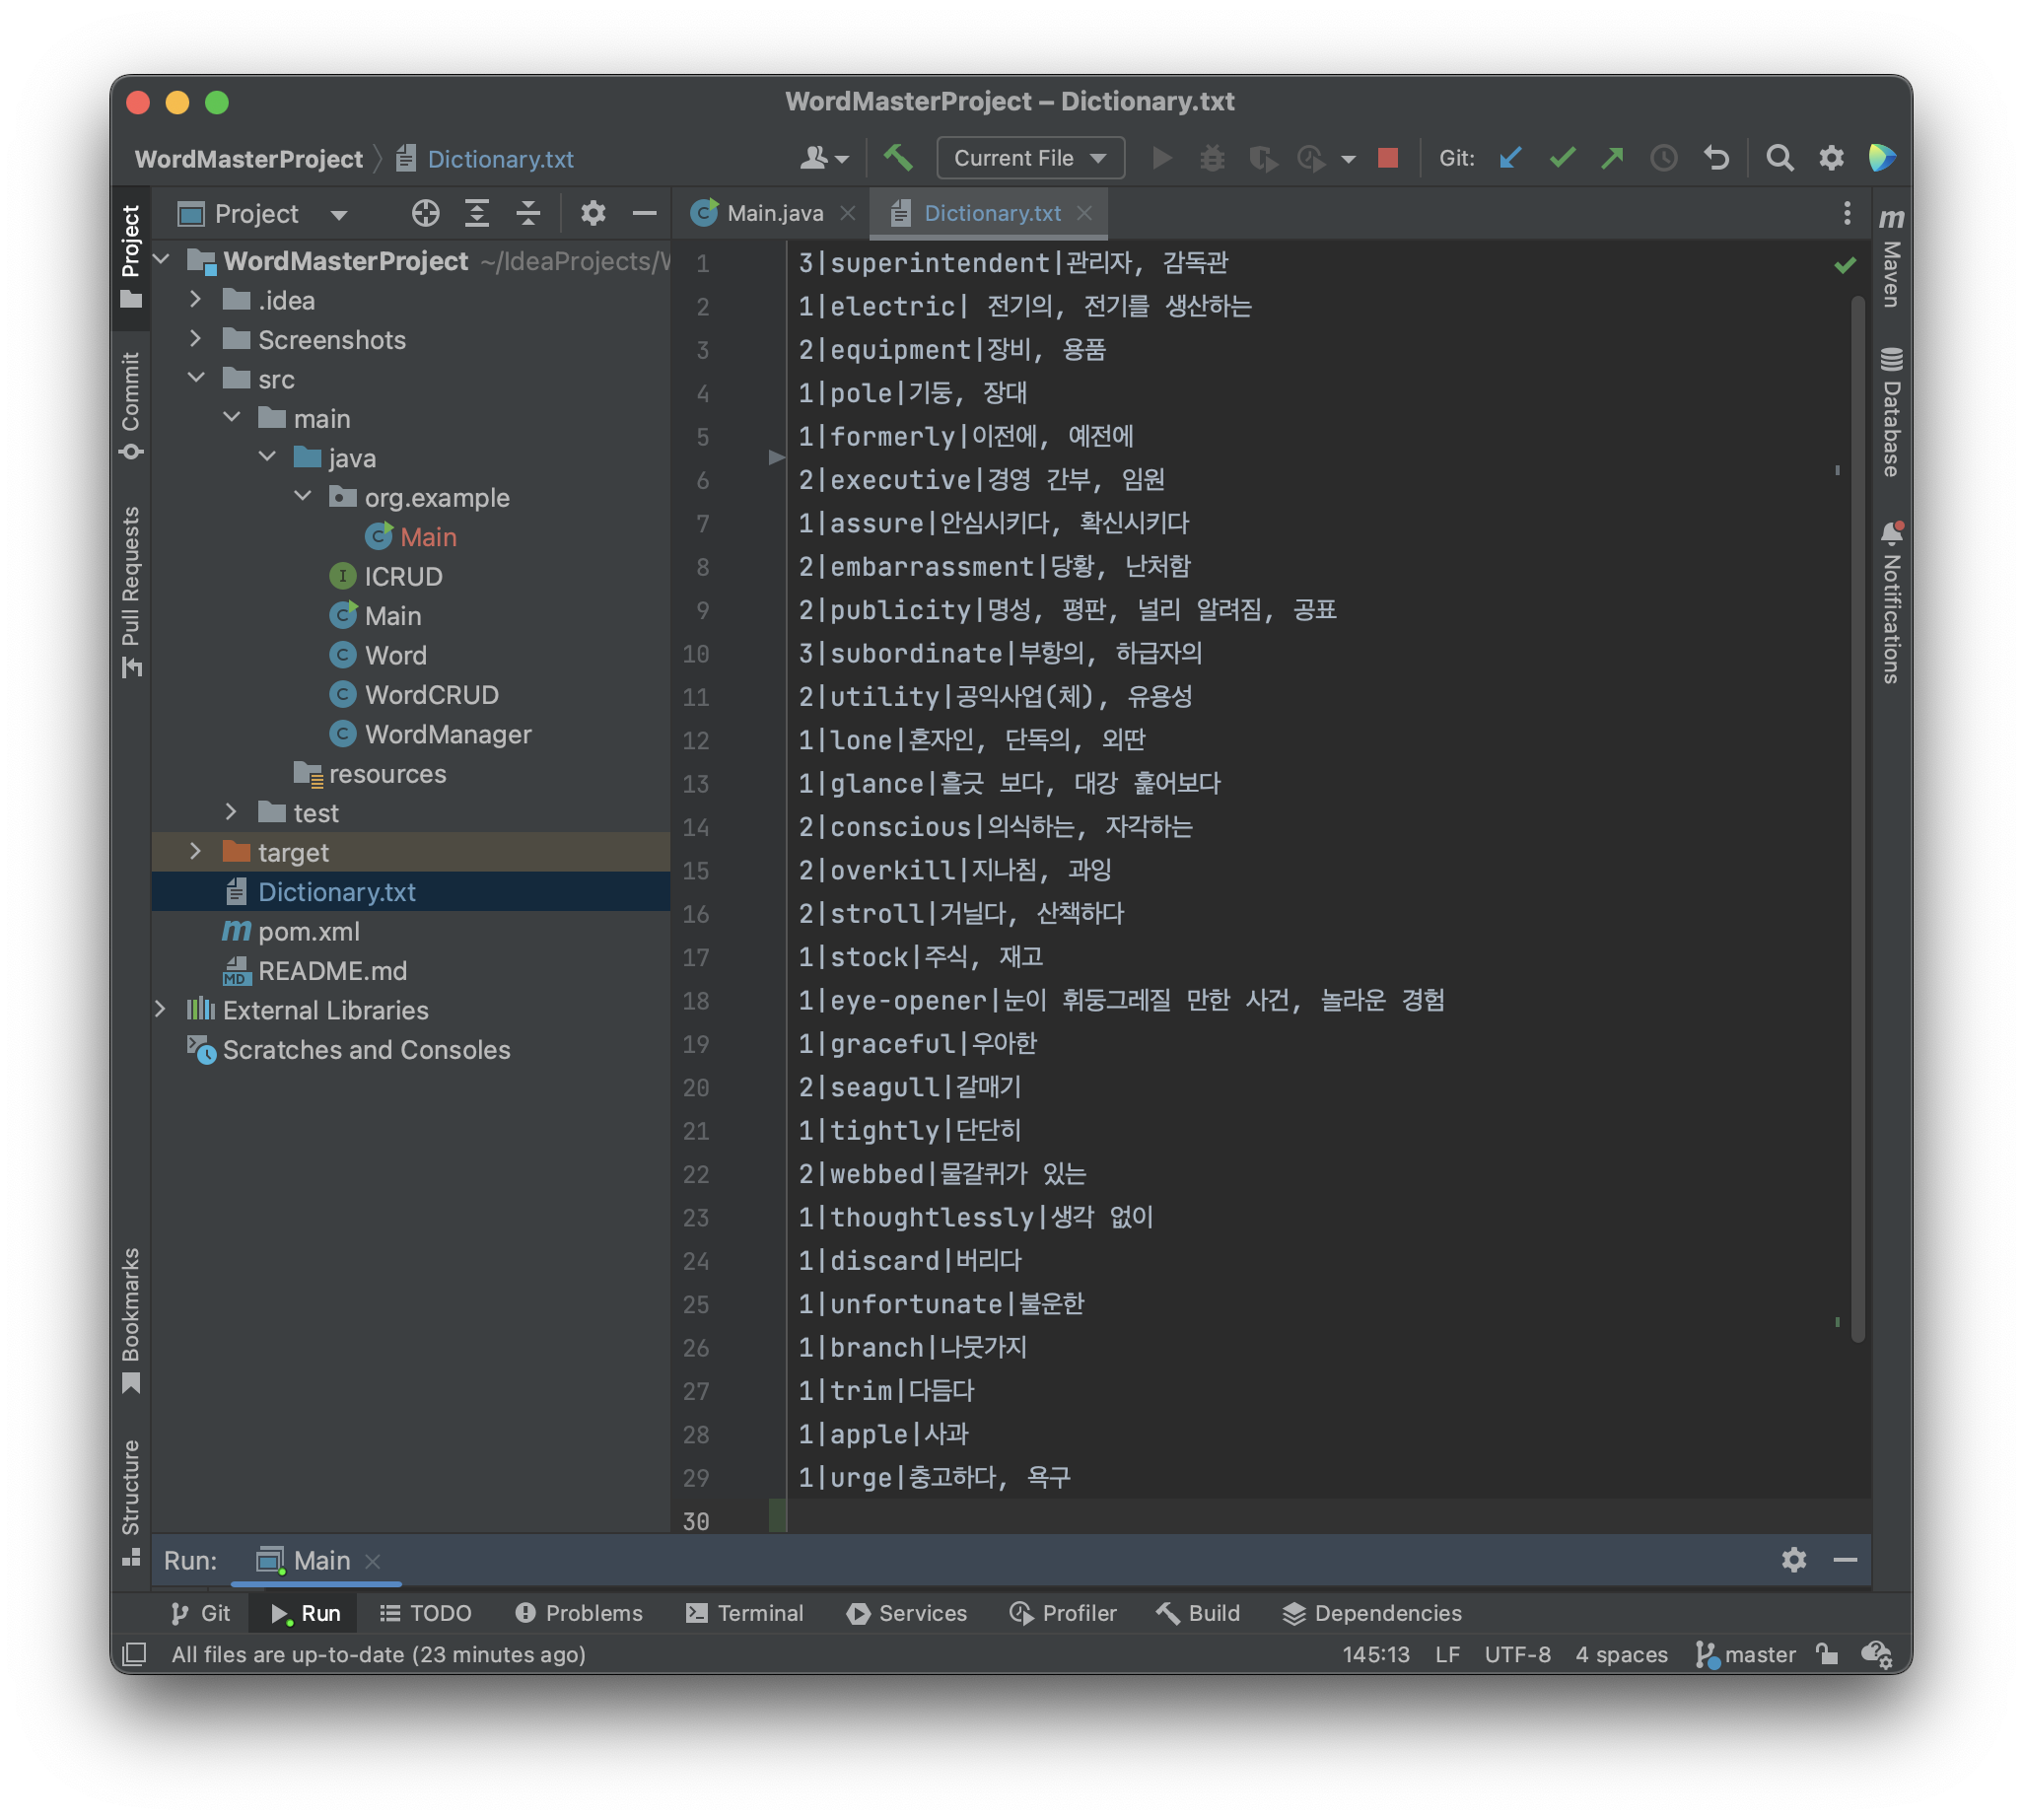 WordMasterProject – Dictionary.txt
WordMasterProject Dictionary.txt
Current File
Git:
Project
Main.java
Dictionary.txt
Project
Commit
Pull Requests
Bookmarks
Structure
WordMasterProject ~/IdeaProjects/
.idea
Screenshots
src
main
java
org.example
Main
ICRUD
Main
Word
WordCRUD
WordManager
resources
test
target
Dictionary.txt
pom.xml
README.md
External Libraries
Scratches and Consoles
1 3|superintendent|관리자, 감독관
2 1|electric| 전기의, 전기를 생산하는
3 2|equipment|장비, 용품
4 1|pole|기둥, 장대
5 1|formerly|이전에, 예전에
6 2|executive|경영 간부, 임원
7 1|assure|안심시키다, 확신시키다
8 2|embarrassment|당황, 난처함
9 2|publicity|명성, 평판, 널리 알려짐, 공표
10 3|subordinate|부항의, 하급자의
11 2|utility|공익사업(체), 유용성
12 1|lone|혼자인, 단독의, 외딴
13 1|glance|흘긋 보다, 대강 훑어보다
14 2|conscious|의식하는, 자각하는
15 2|overkill|지나침, 과잉
16 2|stroll|거닐다, 산책하다
17 1|stock|주식, 재고
18 1|eye-opener|눈이 휘둥그레질 만한 사건, 놀라운 경험
19 1|graceful|우아한
20 2|seagull|갈매기
21 1|tightly|단단히
22 2|webbed|물갈퀴가 있는
23 1|thoughtlessly|생각 없이
24 1|discard|버리다
25 1|unfortunate|불운한
26 1|branch|나뭇가지
27 1|trim|다듬다
28 1|apple|사과
29 1|urge|충고하다, 욕구
30
m Maven
Database
Notifications
Run: Main
Git Run TODO Problems Terminal Services Profiler Build Dependencies
All files are up-to-date (23 minutes ago) 145:13 LF UTF-8 4 spaces master